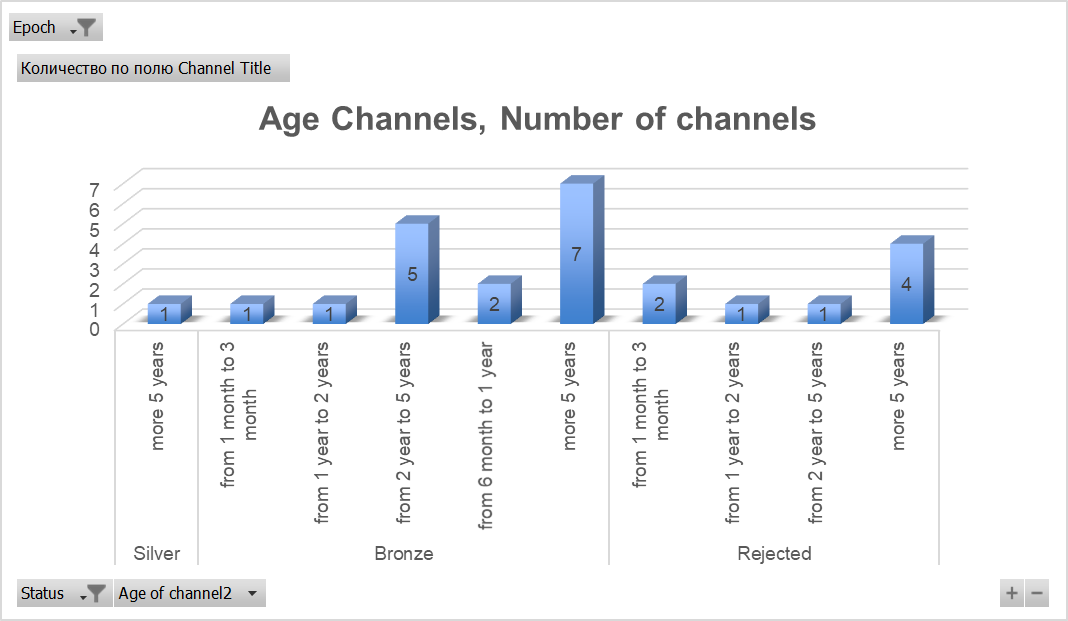 Epoch
Количество по полю Channel Title
Age Channels, Number of channels
7
6
5
4
3
2
1
0
1
1
1
5
2
7
2
1
1
4
more 5 years
from 1 month to 3
month
from 1 year to 2 years
from 2 year to 5 years
from 6 month to 1 year
more 5 years
from 1 month to 3
month
from 1 year to 2 years
from 2 year to 5 years
more 5 years
Silver
Bronze
Rejected
Status
Age of channel2
+
−